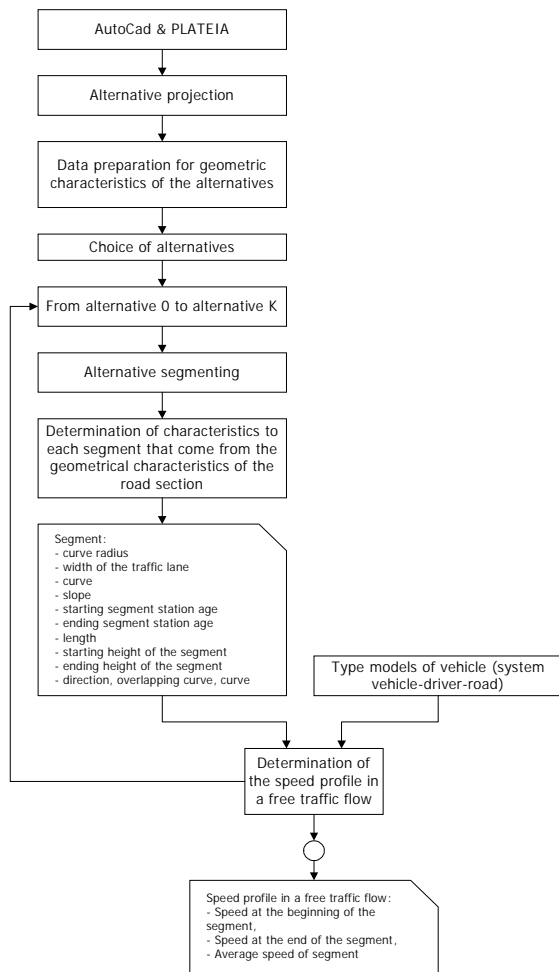 AutoCad & PLATEIA
Alternative projection
Data preparation for geometric
characteristics of the alternatives
Choice of alternatives
From alternative 0 to alternative K
Alternative segmenting
Determination of characteristics to
each segment that come from the
geometrical characteristics of the
road section
Segment:
- curve radius
- width of the traffic lane
- curve
- slope
- starting segment station age
- ending segment station age
- length
- starting height of the segment
- ending height of the segment
- direction, overlapping curve, curve
Type models of vehicle (system
vehicle-driver-road)
Determination of
the speed profile in
a free traffic flow
Speed profile in a free traffic flow:
- Speed at the beginning of the
segment,
- Speed at the end of the segment,
- Average speed of segment